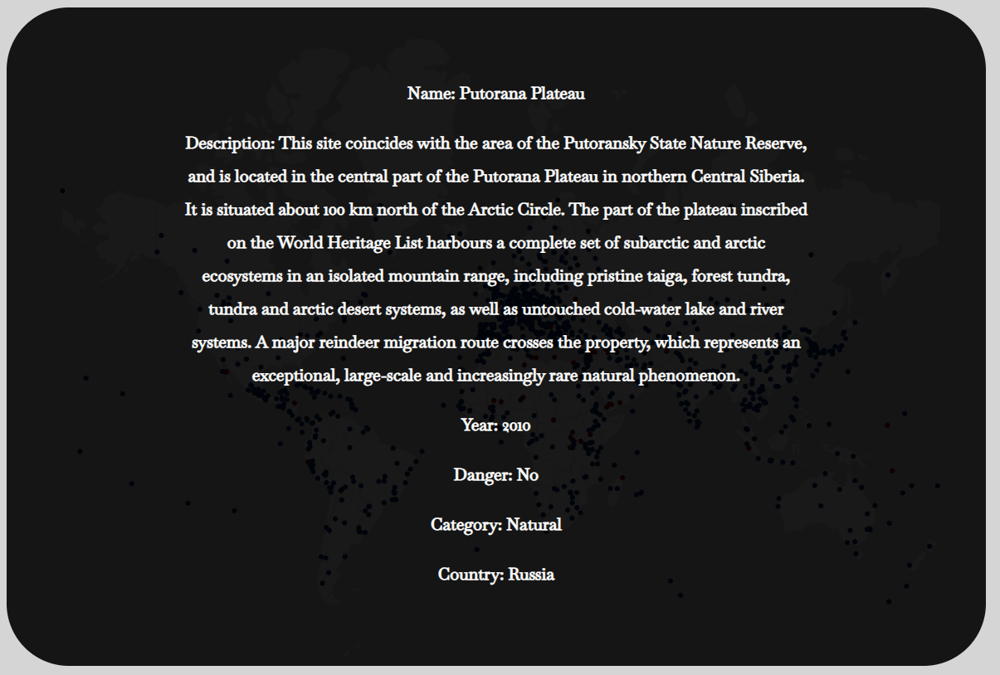 Name: Putorana Plateau
Description: This site coincides with the area of the Putoransky State Nature Reserve,
and is located in the central part of the Putorana Plateau in northern Central Siberia.
It is situated about 100 km north of the Arctic Circle. The part of the plateau inscribed
on the World Heritage List harbours a complete set of subarctic and arctic
ecosystems in an isolated mountain range, including pristine taiga, forest tundra,
tundra and arctic desert systems, as well as untouched cold-water lake and river
systems. A major reindeer migration route crosses the property, which represents an
exceptional, large-scale and increasingly rare natural phenomenon.
Year: 2010
Danger: No
Category: Natural
Country: Russia